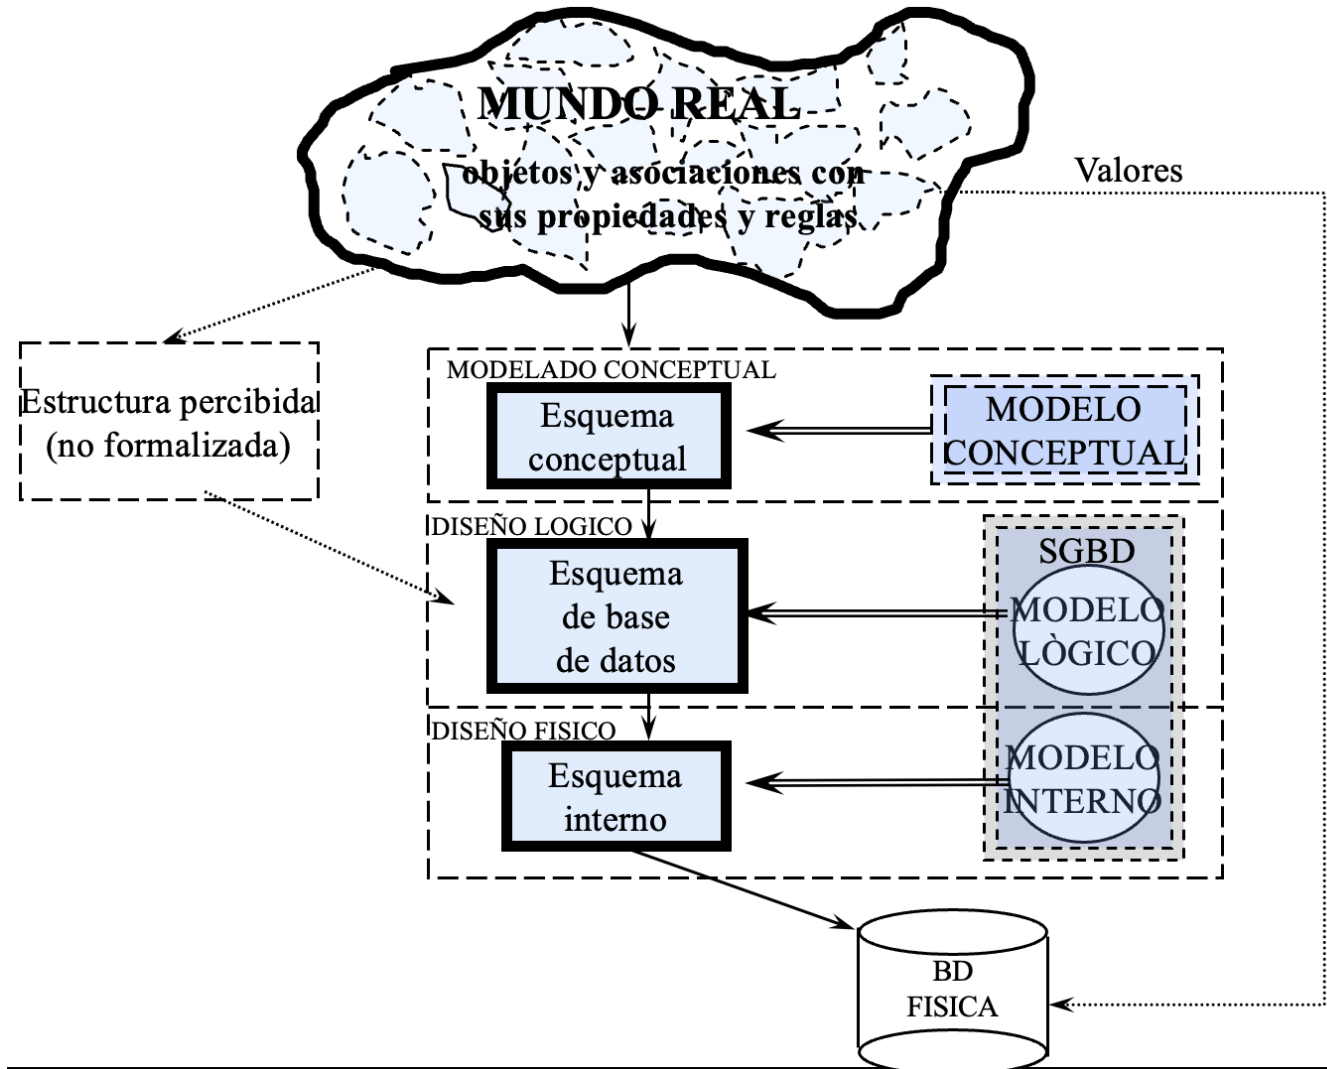 MUNDO REAL
objetos y asociaciones con
sus propiedades y reglas
Valores
Estructura percibida
(no formalizada)
MODELADO CONCEPTUAL
Esquema
conceptual
MODELO
CONCEPTUAL
DISEÑO LOGICO
Esquema
de base
de datos
SGBD
MODELO
LÒGICO
DISEÑO FISICO
Esquema
interno
MODELO
INTERNO
BD
FISICA